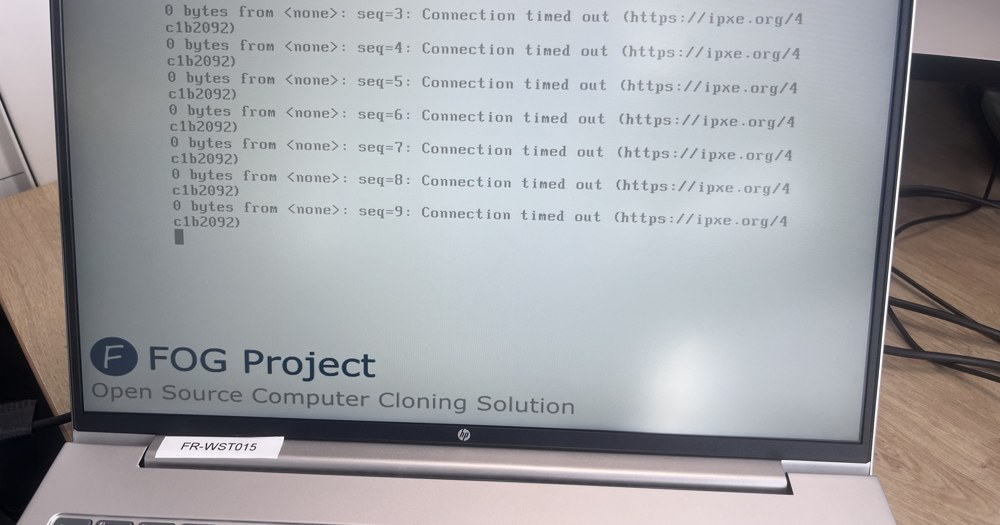 0 bytes from <none>: seq=3: Connection timed out (https://ipxe.org/4
c1b2092)
0 bytes from <none>: seq=4: Connection timed out (https://ipxe.org/4
c1b2092)
0 bytes from <none>: seq=5: Connection timed out (https://ipxe.org/4
c1b2092)
0 bytes from <none>: seq=6: Connection timed out (https://ipxe.org/4
c1b2092)
0 bytes from <none>: seq=7: Connection timed out (https://ipxe.org/4
c1b2092)
0 bytes from <none>: seq=8: Connection timed out (https://ipxe.org/4
c1b2092)
0 bytes from <none>: seq=9: Connection timed out (https://ipxe.org/4
c1b2092)
F FOG Project
Open Source Computer Cloning Solution
hp
FR-WST015